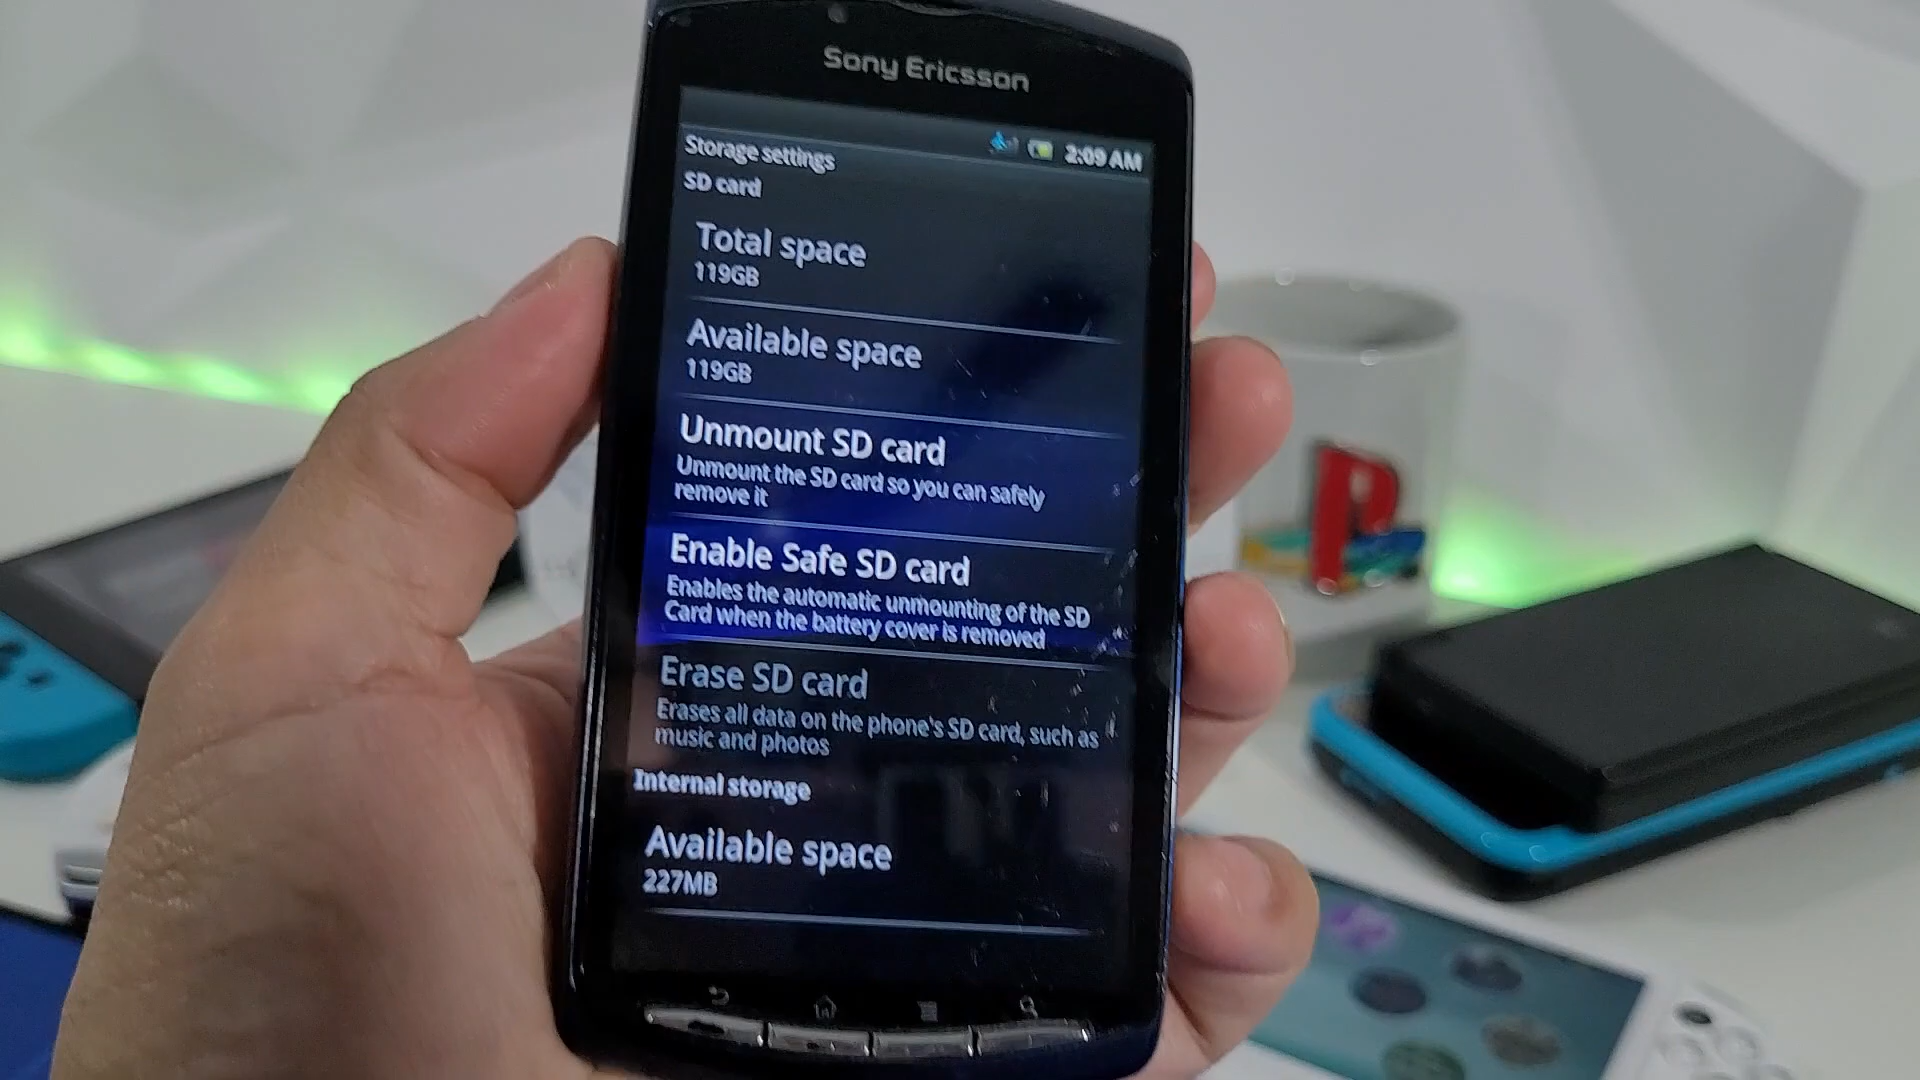 Sony Ericsson
2:09 AM
Storage settings
SD card
Total space
119GB
Available space
119GB
Unmount SD card
Unmount the SD card so you can safely
remove it
Enable Safe SD card
Enables the automatic unmounting of the SD
Card when the battery cover is removed
Erase SD card
Erases all data on the phone's SD card, such as
music and photos
Internal storage
Available space
227MB